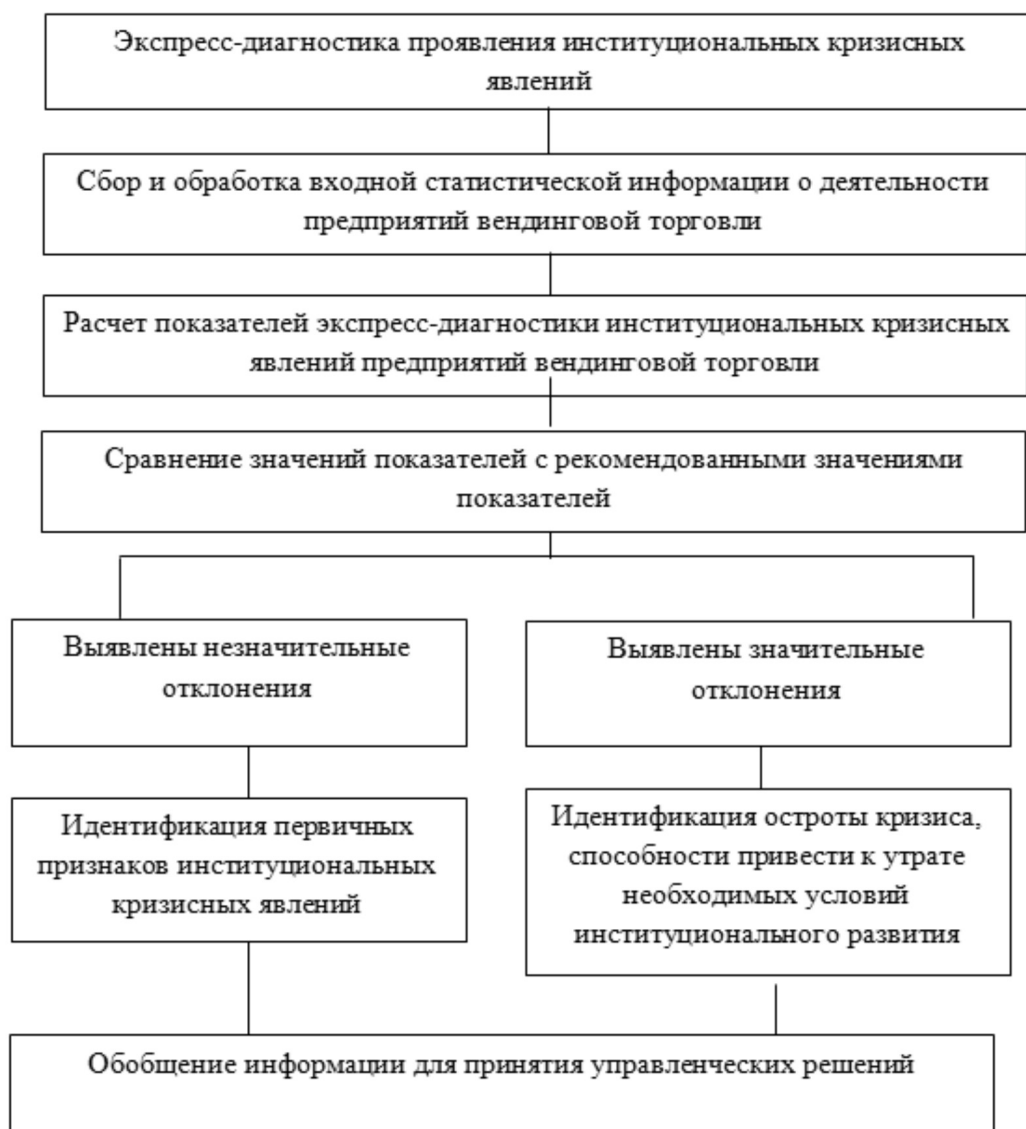 Экспресс-диагностика проявления институциональных кризисных
явлений
Сбор и обработка входной статистической информации о деятельности
предприятий вендинговой торговли
Расчет показателей экспресс-диагностики институциональных кризисных
явлений предприятий вендинговой торговли
Сравнение значений показателей с рекомендованными значениями
показателей
Выявлены незначительные
отклонения
Выявлены значительные
отклонения
Идентификация первичных
признаков институциональных
кризисных явлений
Идентификация остроты кризиса,
способности привести к утрате
необходимых условий
институционального развития
Обобщение информации для принятия управленческих решений